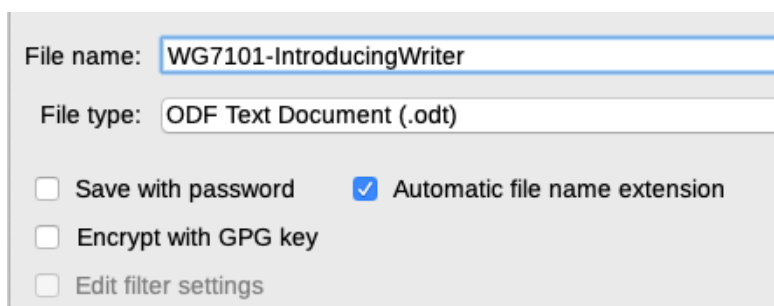 File name: WG7101-IntroducingWriter
File type: ODF Text Document (.odt)
Save with password Automatic file name extension
Encrypt with GPG key
Edit filter settings